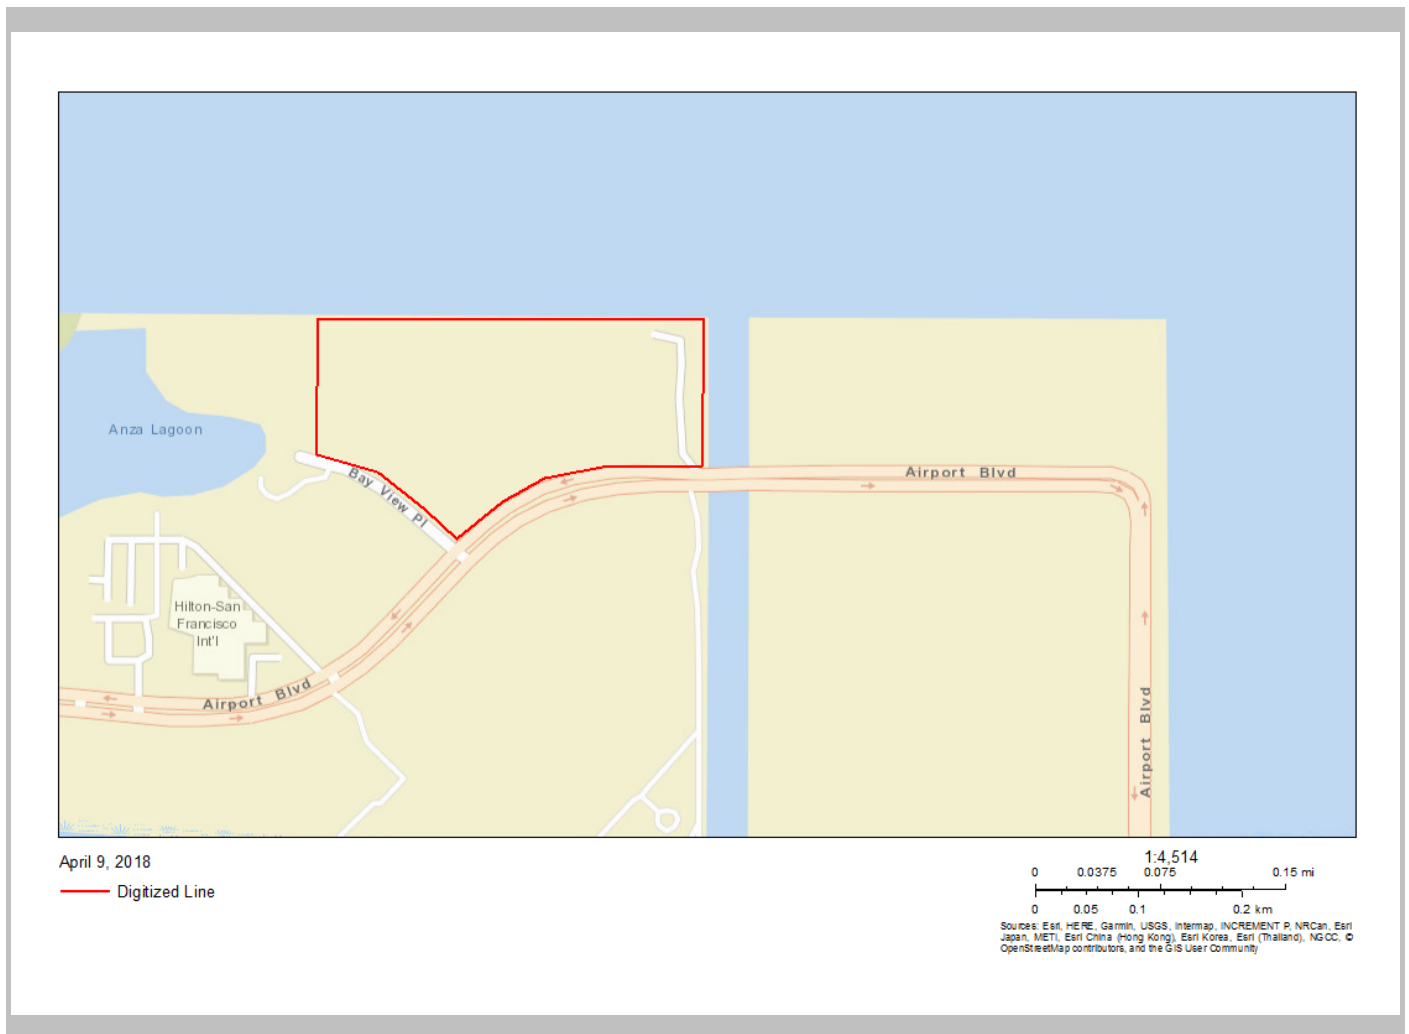 Anza Lagoon
Bay View Pl
Airport Blvd
Hilton-San
Francisco
Int'l
Airport Blvd
Airport Blvd
April 9, 2018
Digitized Line
1:4,514
0 0.0375 0.075 0.15 mi
0 0.05 0.1 0.2 km
Sources: Esri, HERE, Garmin, USGS, Intermap, INCREMENT P, NRCan, Esri
Japan, METI, Esri China (Hong Kong), Esri Korea, Esri (Thailand), NGCC, ©
OpenStreetMap contributors, and the GIS User Community